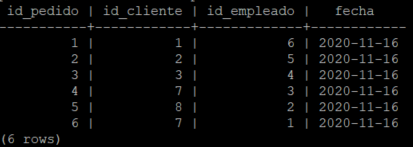 id_pedido | id_cliente | id_empleado | fecha
-----------+------------+-------------+------------
1 | 1 | 6 | 2020-11-16
2 | 2 | 5 | 2020-11-16
3 | 3 | 4 | 2020-11-16
4 | 7 | 3 | 2020-11-16
5 | 8 | 2 | 2020-11-16
6 | 7 | 1 | 2020-11-16
(6 rows)